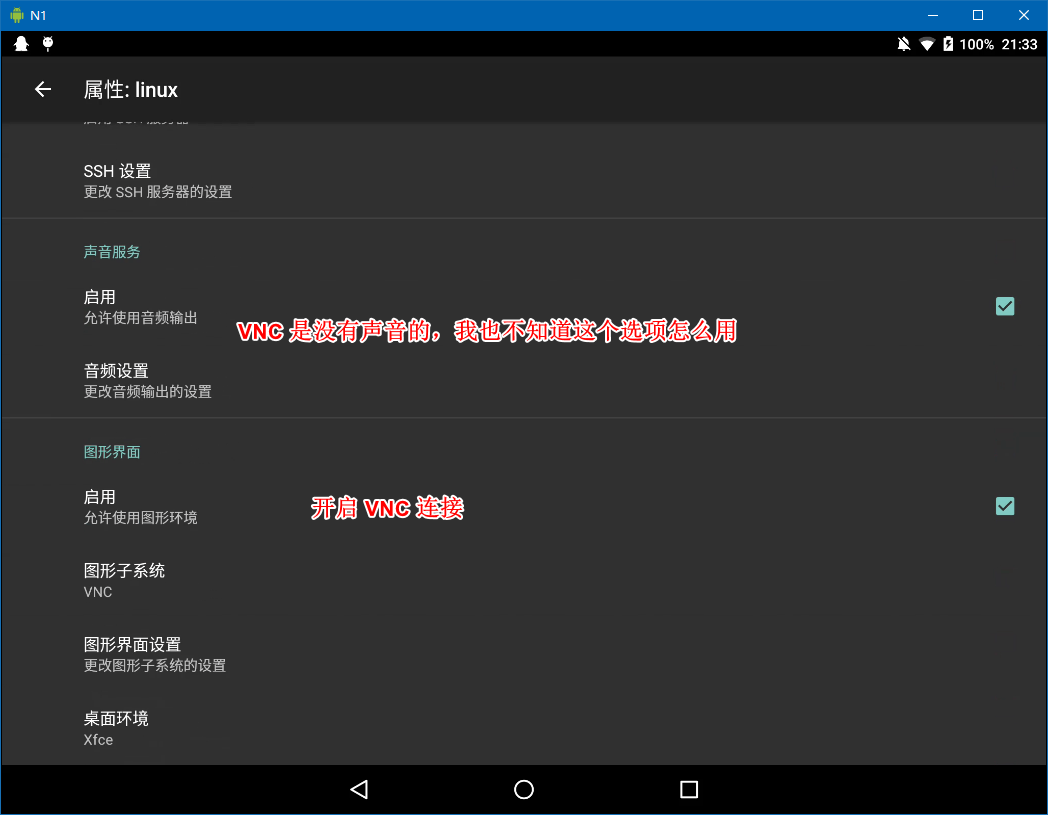 N1
100% 21:33
属性: linux
SSH 设置
更改 SSH 服务器的设置
声音服务
启用
允许使用音频输出
VNC 是没有声音的，我也不知道这个选项怎么用
音频设置
更改音频输出的设置
图形界面
启用
允许使用图形环境
开启 VNC 连接
图形子系统
VNC
图形界面设置
更改图形子系统的设置
桌面环境
Xfce